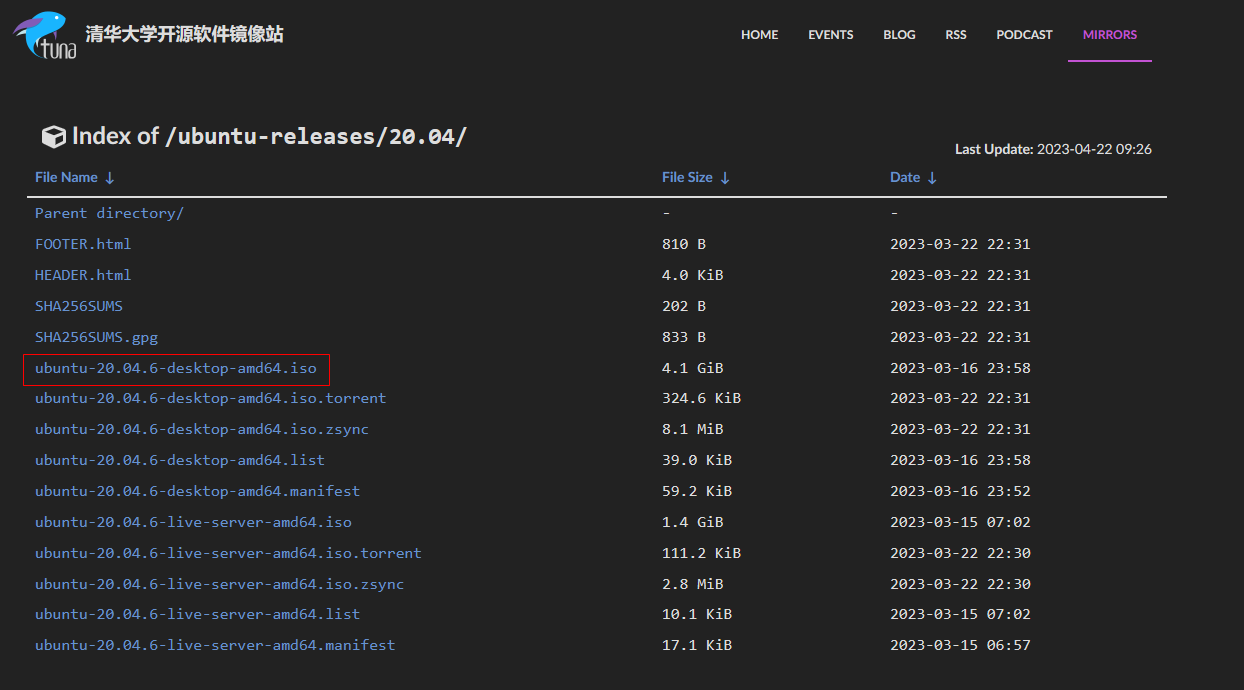 tuna 清华大学开源软件镜像站 HOME EVENTS BLOG RSS PODCAST MIRRORS
Index of /ubuntu-releases/20.04/
Last Update: 2023-04-22 09:26
File Name ↓ File Size ↓ Date ↓
Parent directory/ - -
FOOTER.html 810 B 2023-03-22 22:31
HEADER.html 4.0 KiB 2023-03-22 22:31
SHA256SUMS 202 B 2023-03-22 22:31
SHA256SUMS.gpg 833 B 2023-03-22 22:31
ubuntu-20.04.6-desktop-amd64.iso 4.1 GiB 2023-03-16 23:58
ubuntu-20.04.6-desktop-amd64.iso.torrent 324.6 KiB 2023-03-22 22:31
ubuntu-20.04.6-desktop-amd64.iso.zsync 8.1 MiB 2023-03-22 22:31
ubuntu-20.04.6-desktop-amd64.list 39.0 KiB 2023-03-16 23:58
ubuntu-20.04.6-desktop-amd64.manifest 59.2 KiB 2023-03-16 23:52
ubuntu-20.04.6-live-server-amd64.iso 1.4 GiB 2023-03-15 07:02
ubuntu-20.04.6-live-server-amd64.iso.torrent 111.2 KiB 2023-03-22 22:30
ubuntu-20.04.6-live-server-amd64.iso.zsync 2.8 MiB 2023-03-22 22:30
ubuntu-20.04.6-live-server-amd64.list 10.1 KiB 2023-03-15 07:02
ubuntu-20.04.6-live-server-amd64.manifest 17.1 KiB 2023-03-15 06:57